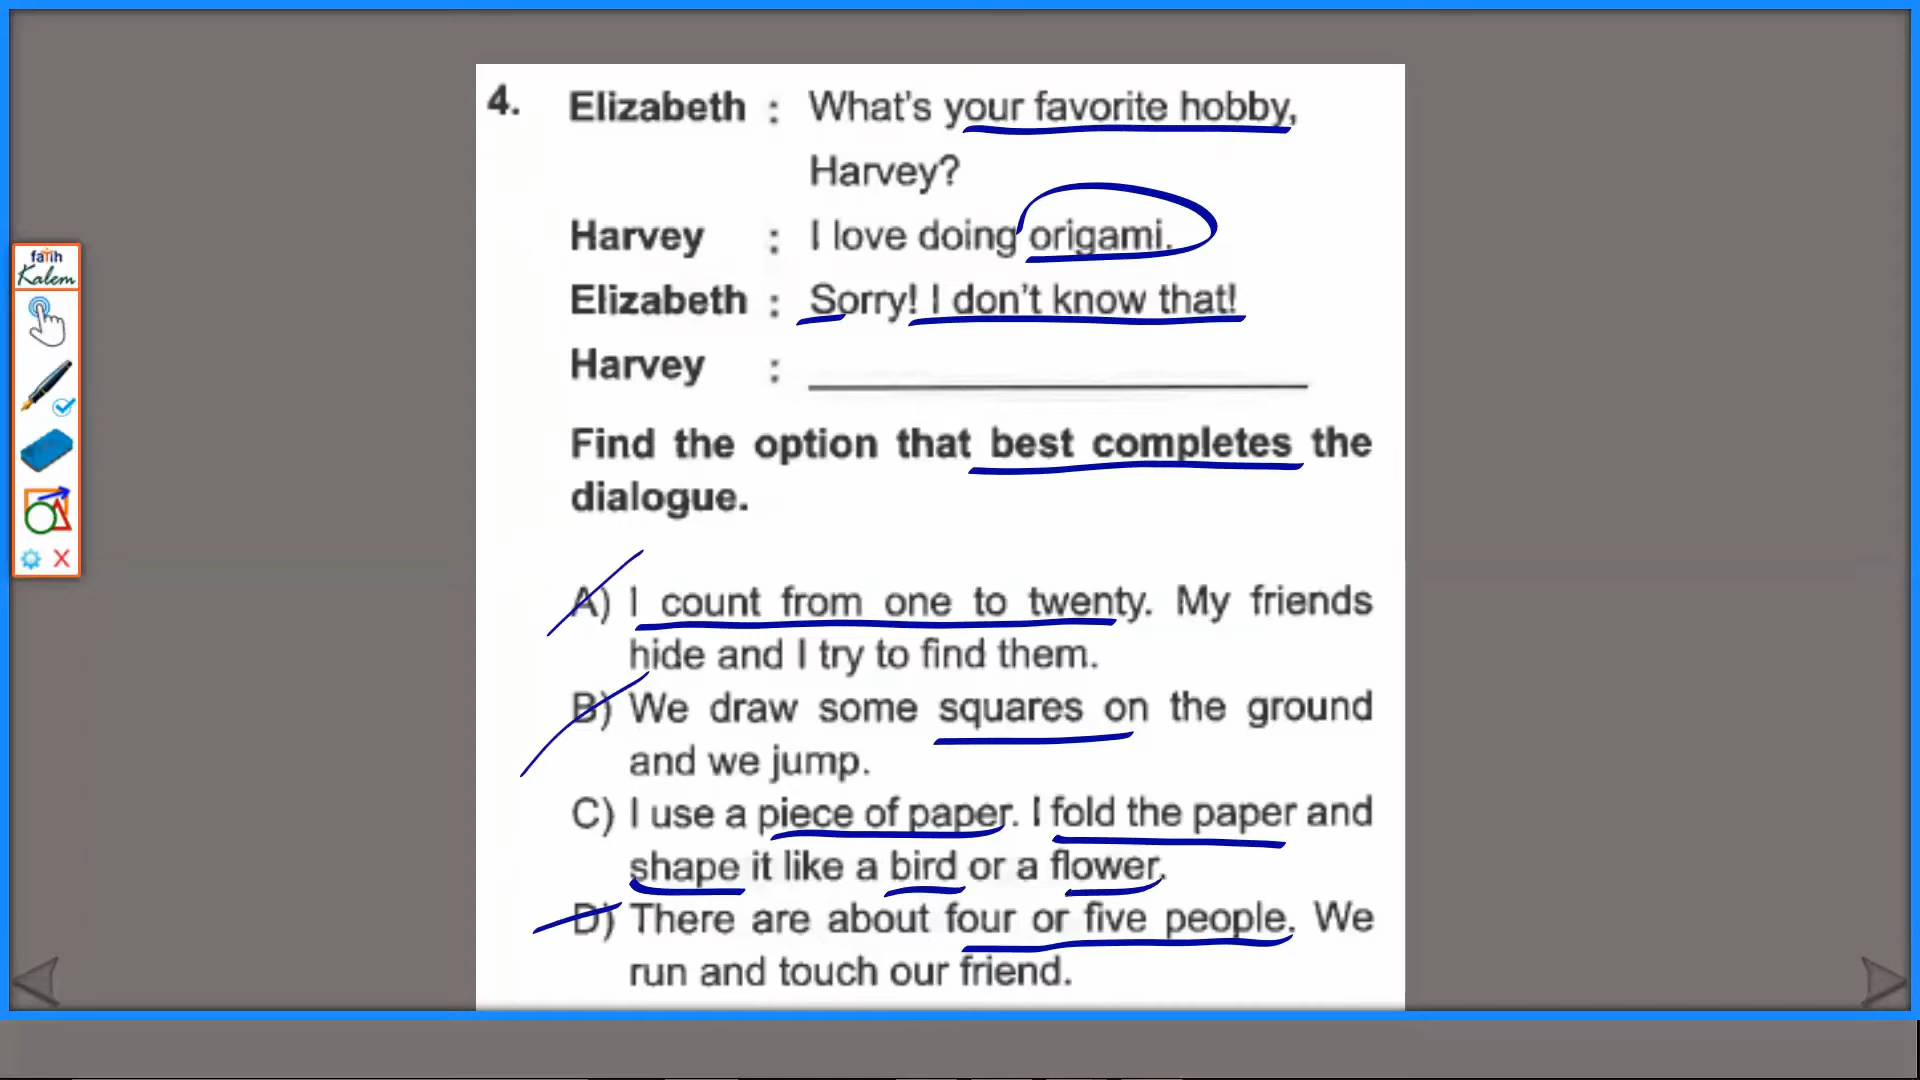 4. Elizabeth : What's your favorite hobby,
Harvey?
Harvey : I love doing origami.
Elizabeth : Sorry! I don't know that!
Harvey :
Find the option that best completes the
dialogue.
A) I count from one to twenty. My friends
hide and I try to find them.
B) We draw some squares on the ground
and we jump.
C) I use a piece of paper. I fold the paper and
shape it like a bird or a flower.
D) There are about four or five people. We
run and touch our friend.
fatih
Kalem